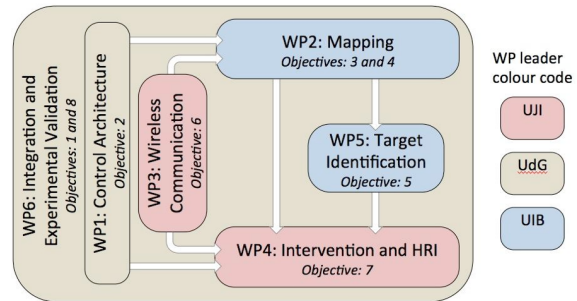 WP6: Integration and
Experimental Validation
Objectives: 1 and 8
WP1: Control Architecture
Objective: 2
WP3: Wireless
Communication
Objective: 6
WP2: Mapping
Objectives: 3 and 4
WP5: Target
Identification
Objective: 5
WP4: Intervention and HRI
Objective: 7
WP leader
colour code
UJI
UdG
UIB